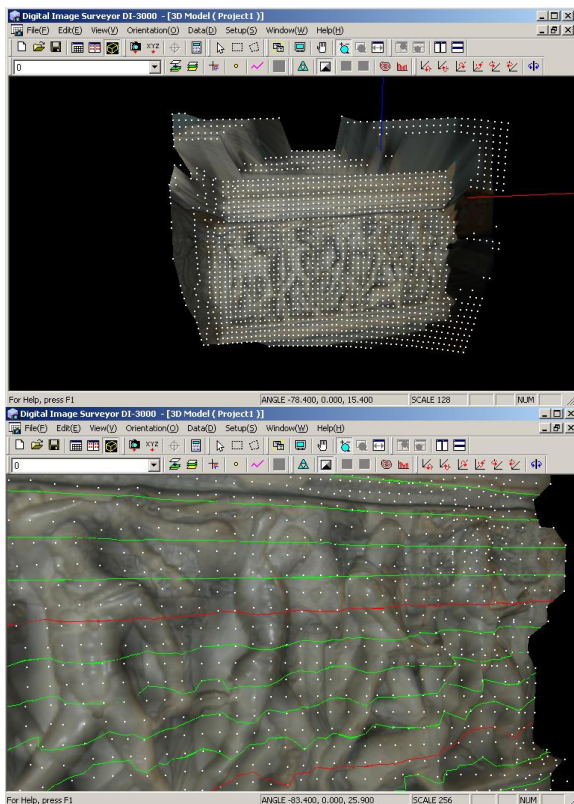 Digital Image Surveyor DI-3000 - [3D Model ( Project1 )]
File(F) Edit(E) View(V) Orientation(O) Data(D) Setup(S) Window(W) Help(H)
XYZ
0
For Help, press F1 ANGLE -78.400, 0.000, 15.400 SCALE 128 NUM
Digital Image Surveyor DI-3000 - [3D Model ( Project1 )]
File(F) Edit(E) View(V) Orientation(O) Data(D) Setup(S) Window(W) Help(H)
XYZ
0
For Help, press F1 ANGLE -83.400, 0.000, 25.900 SCALE 256 NUM